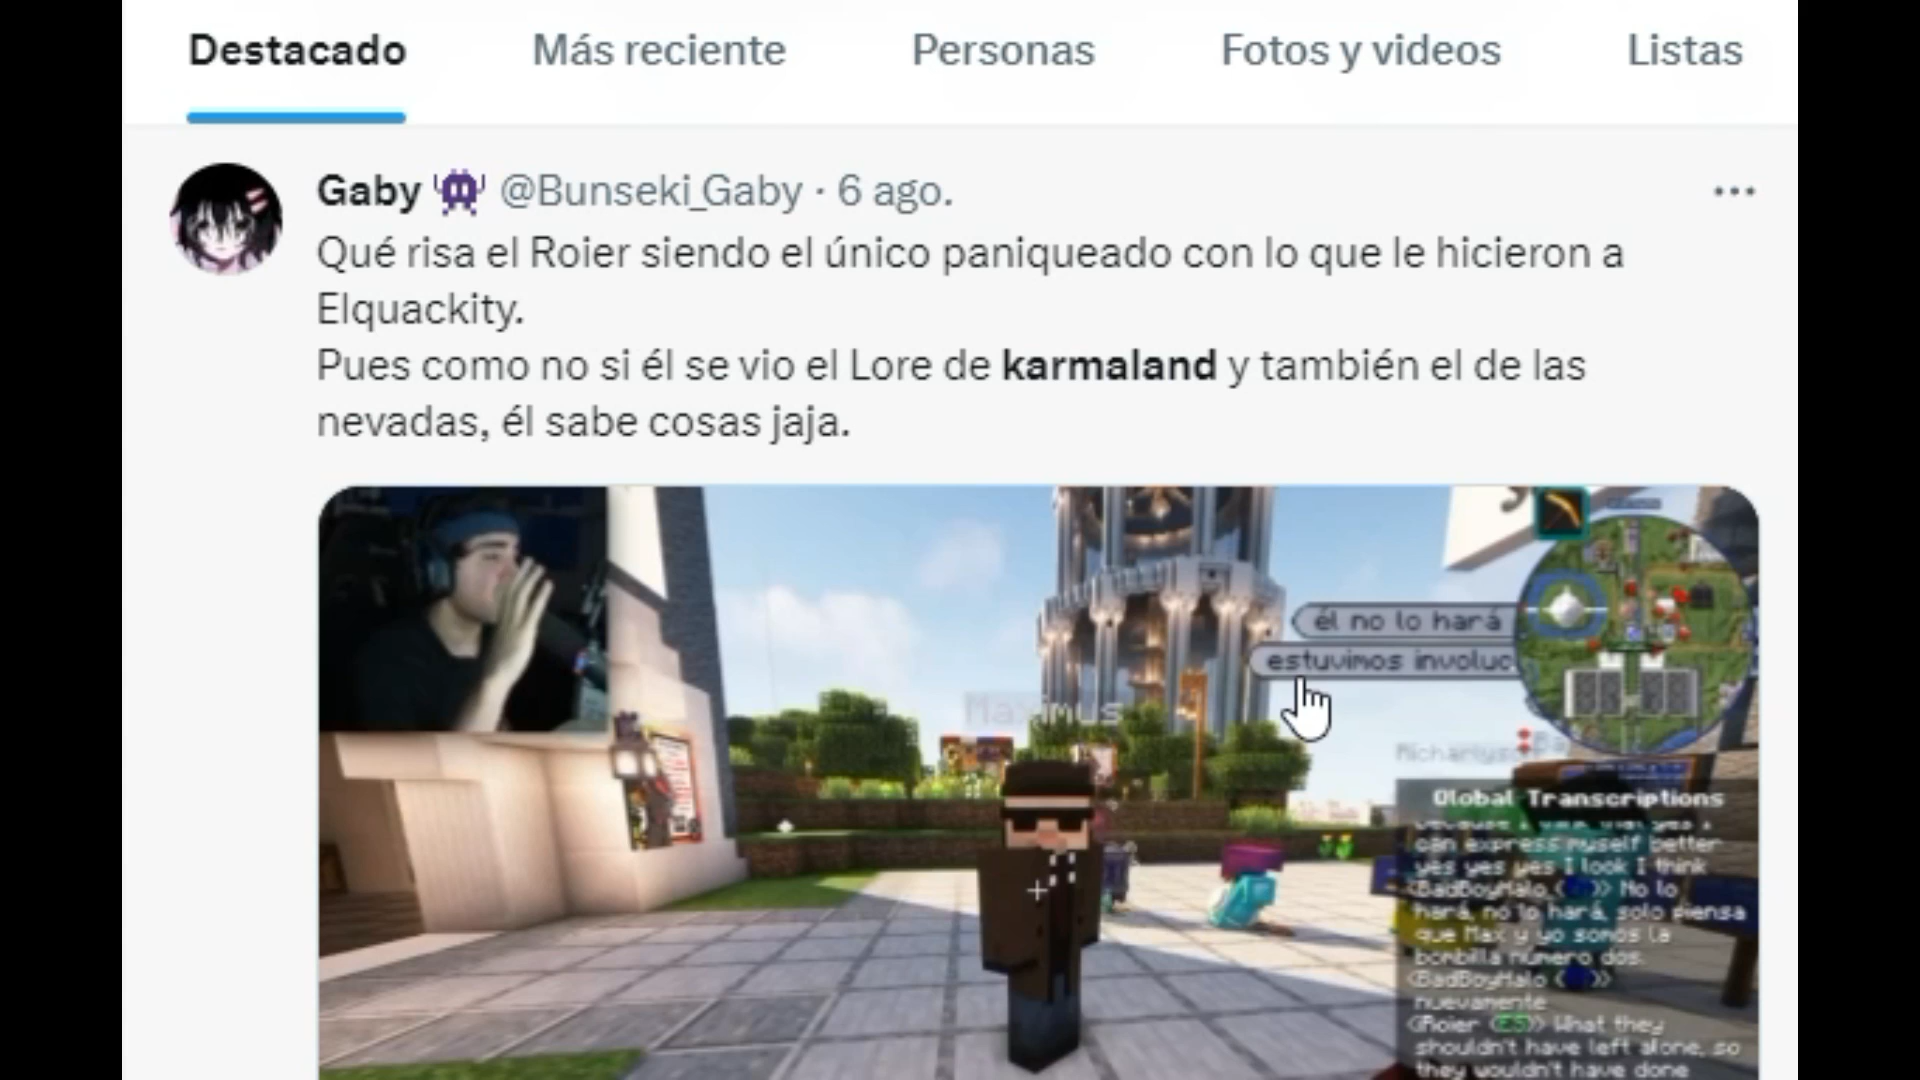 Destacado Más reciente Personas Fotos y videos Listas
Gaby @Bunseki_Gaby · 6 ago.
Qué risa el Roier siendo el único paniqueado con lo que le hicieron a
Elquackity.
Pues como no si él se vio el Lore de karmaland y también el de las
nevadas, él sabe cosas jaja.
él no lo hará
estuvimos involuc
Maximus
Global Transcriptions
can express myself better
yes yes yes I look I think
<BadBoyHalo ( )> No lo
hará, no lo hará, solo piensa
que Max y yo somos la
bombilla número dos.
<BadBoyHalo ( )>
nuevamente
<Roier (ES)> What they
shouldn't have left alone, so
they wouldn't have done